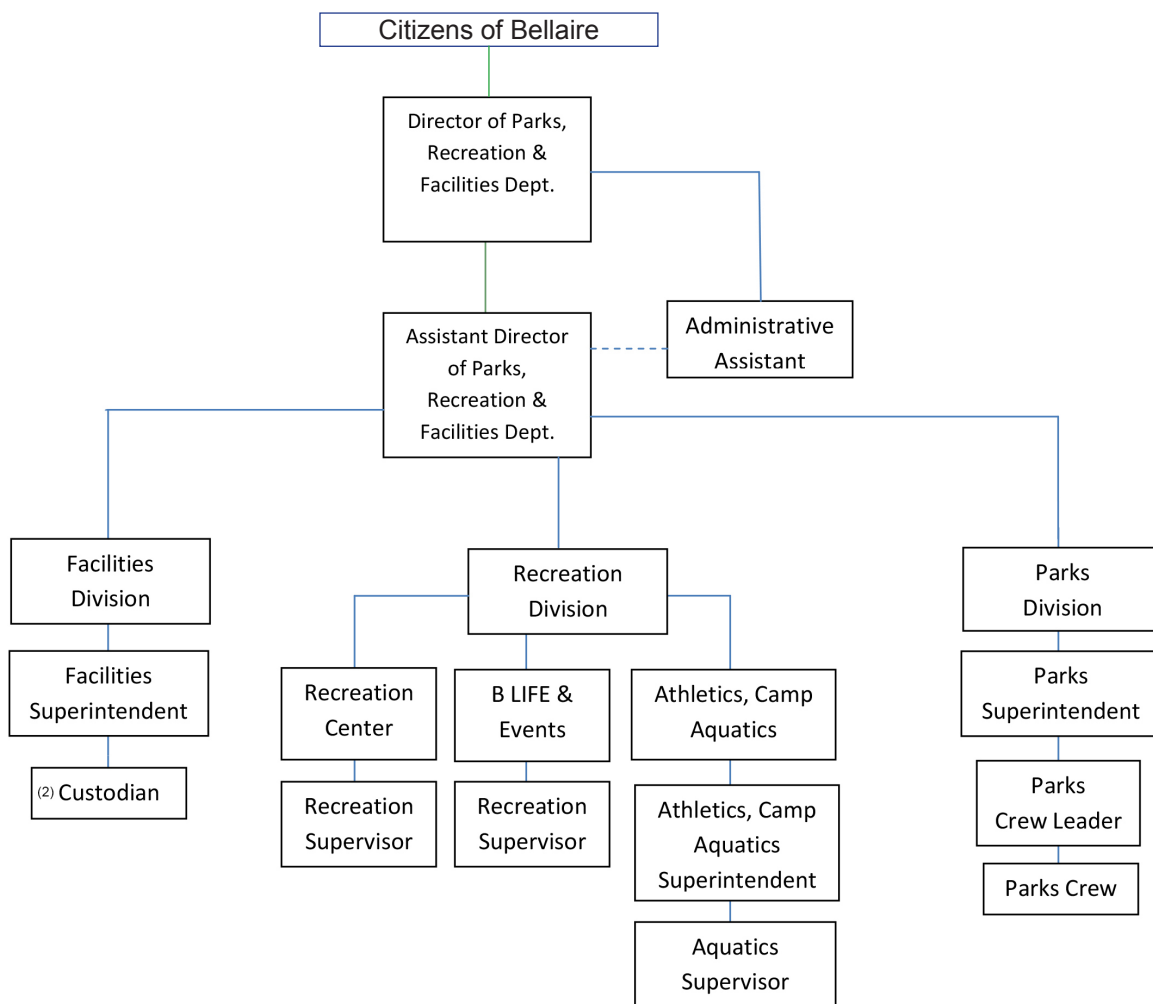 Citizens of Bellaire
Director of Parks,
Recreation &
Facilities Dept.
Assistant Director
of Parks,
Recreation &
Facilities Dept.
Administrative
Assistant
Facilities
Division
Facilities
Superintendent
(2) Custodian
Recreation
Division
Recreation
Center
Recreation
Supervisor
B LIFE &
Events
Recreation
Supervisor
Athletics, Camp
Aquatics
Athletics, Camp
Aquatics
Superintendent
Aquatics
Supervisor
Parks
Division
Parks
Superintendent
Parks
Crew Leader
Parks Crew